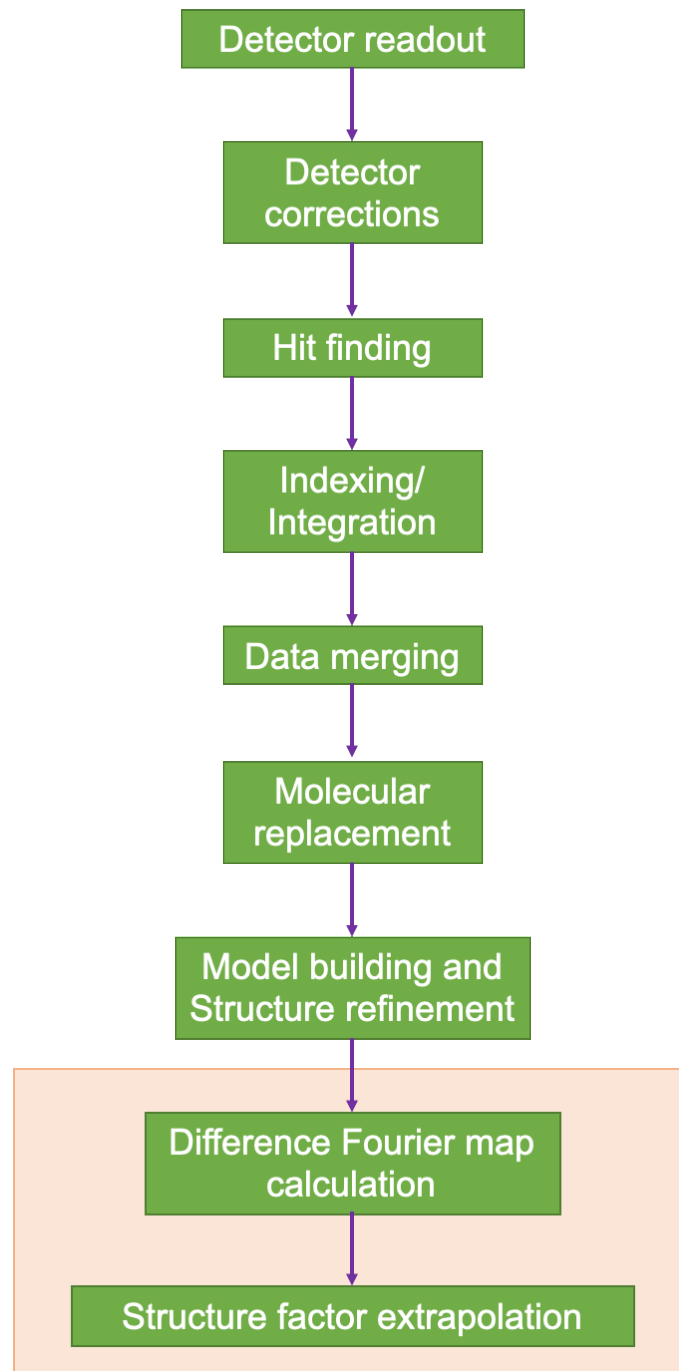 Detector readout
Detector
corrections
Hit finding
Indexing/
Integration
Data merging
Molecular
replacement
Model building and
Structure refinement
Difference Fourier map
calculation
Structure factor extrapolation